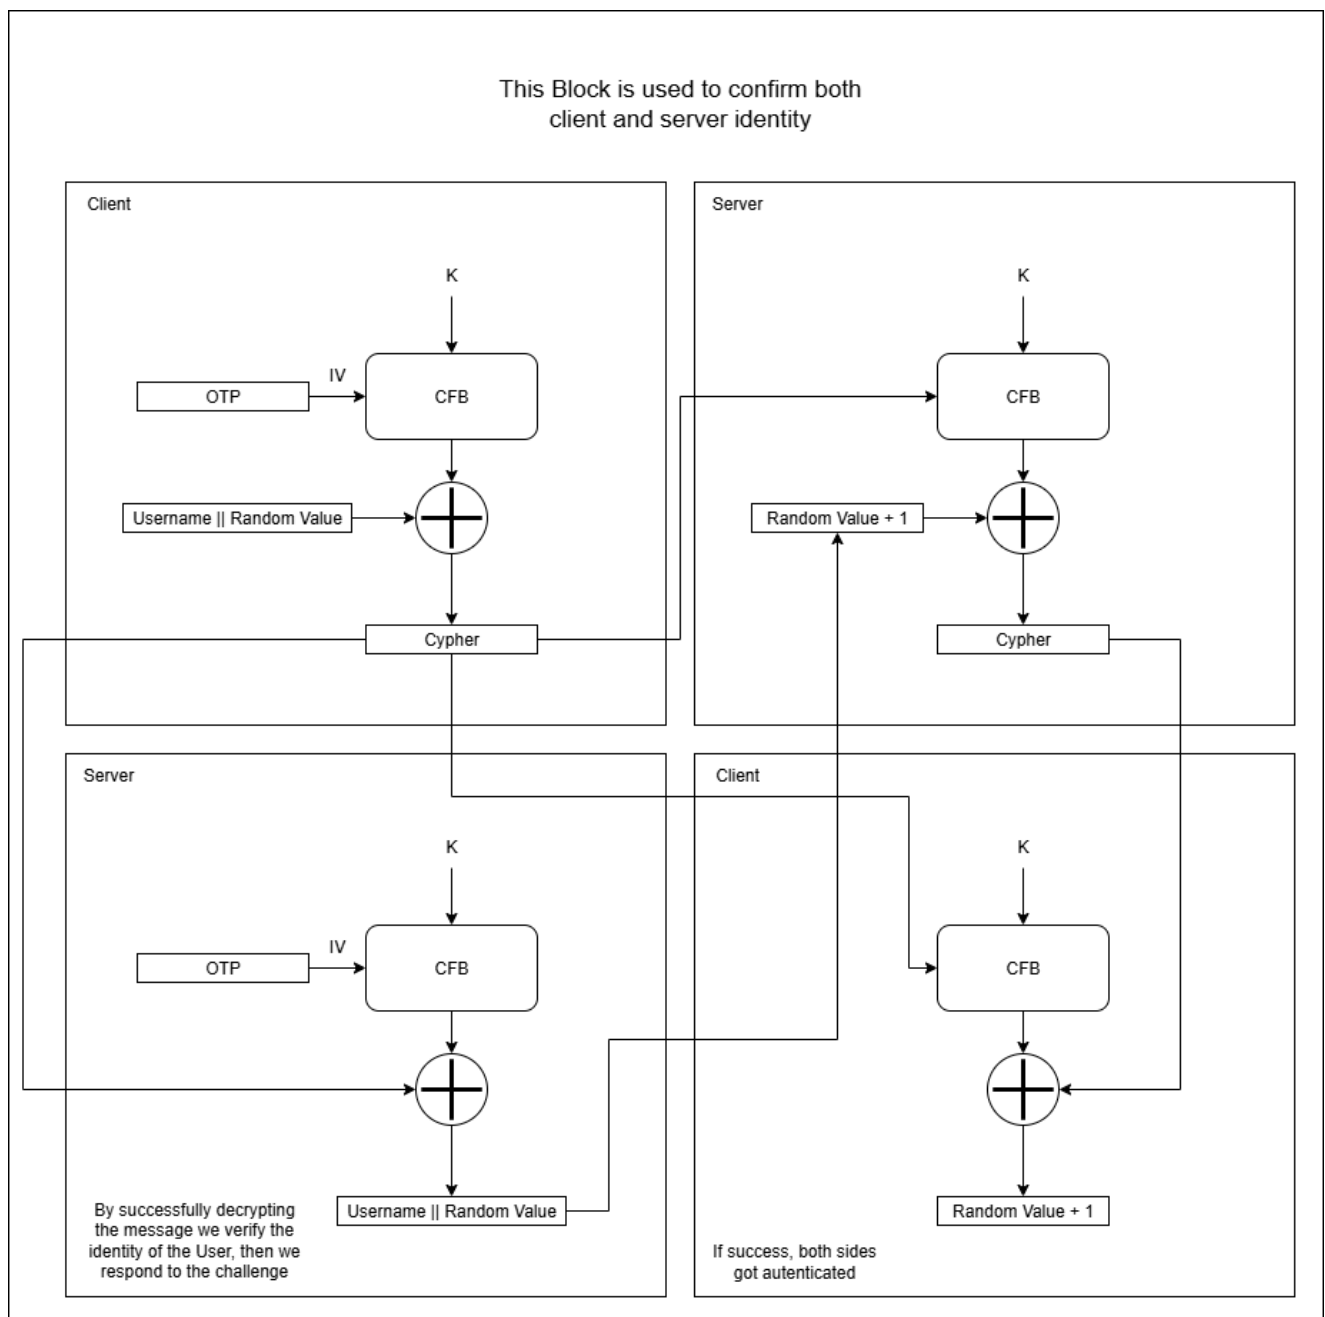 This Block is used to confirm both
client and server identity
Client
K
OTP
IV
CFB
Username || Random Value
Cypher
Server
K
CFB
Random Value + 1
Cypher
Server
K
OTP
IV
CFB
Username || Random Value
By successfully decrypting
the message we verify the
identity of the User, then we
respond to the challenge
Client
K
CFB
Random Value + 1
If success, both sides
got autenticated